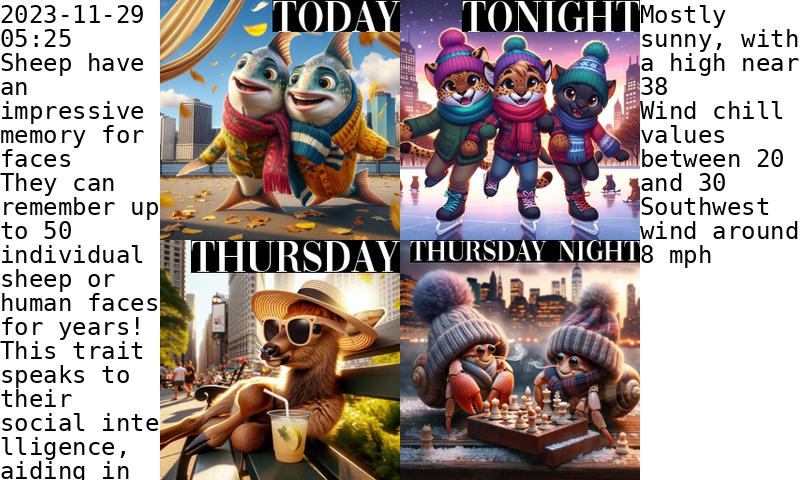 2023-11-29
05:25
Sheep have
an
impressive
memory for
faces
They can
remember up
to 50
individual
sheep or
human faces
for years!
This trait
speaks to
their
social inte
lligence,
aiding in
TODAY
TONIGHT
THURSDAY
THURSDAY NIGHT
Mostly
sunny, with
a high near
38
Wind chill
values
between 20
and 30
Southwest
wind around
8 mph